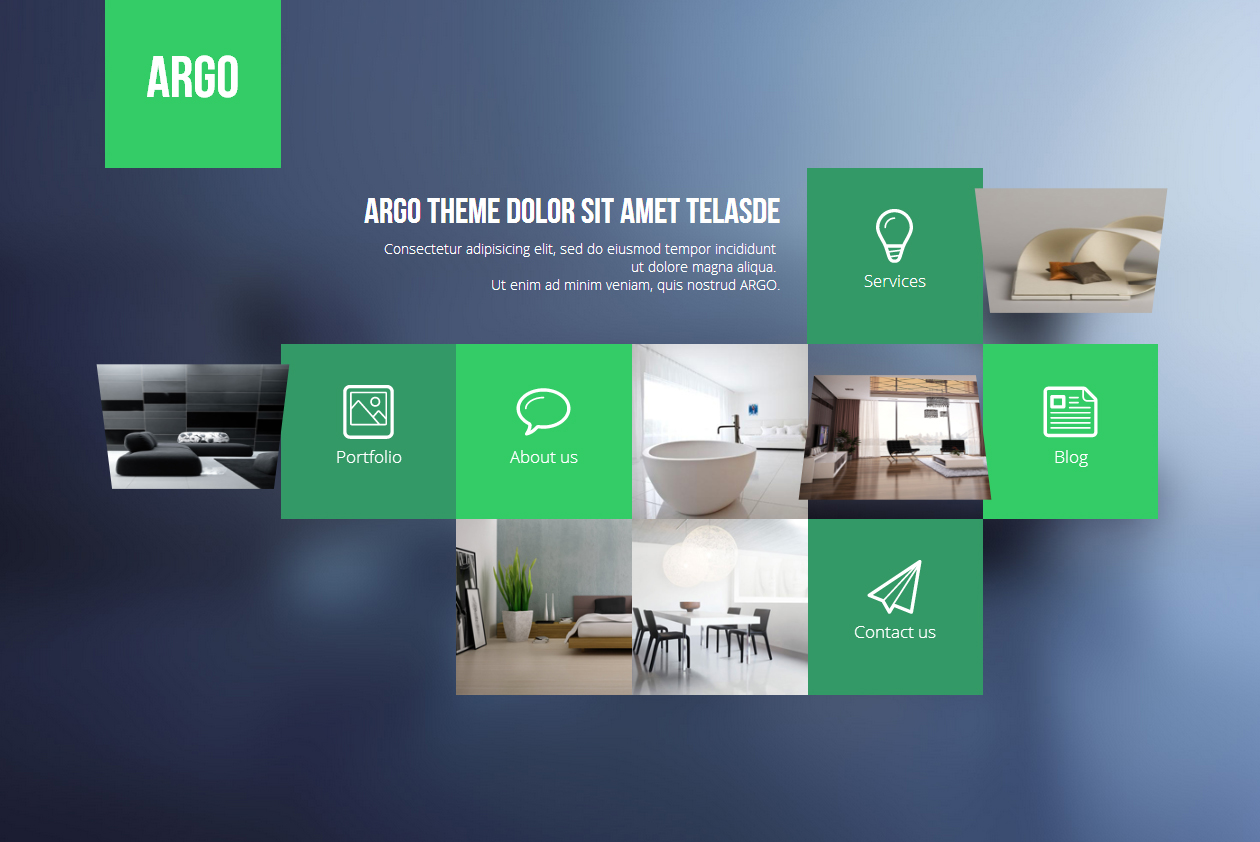 ARGO
ARGO THEME DOLOR SIT AMET TELASDE
Consectetur adipisicing elit, sed do eiusmod tempor incididunt
ut dolore magna aliqua.
Ut enim ad minim veniam, quis nostrud ARGO.
Services
Portfolio
About us
Blog
Contact us